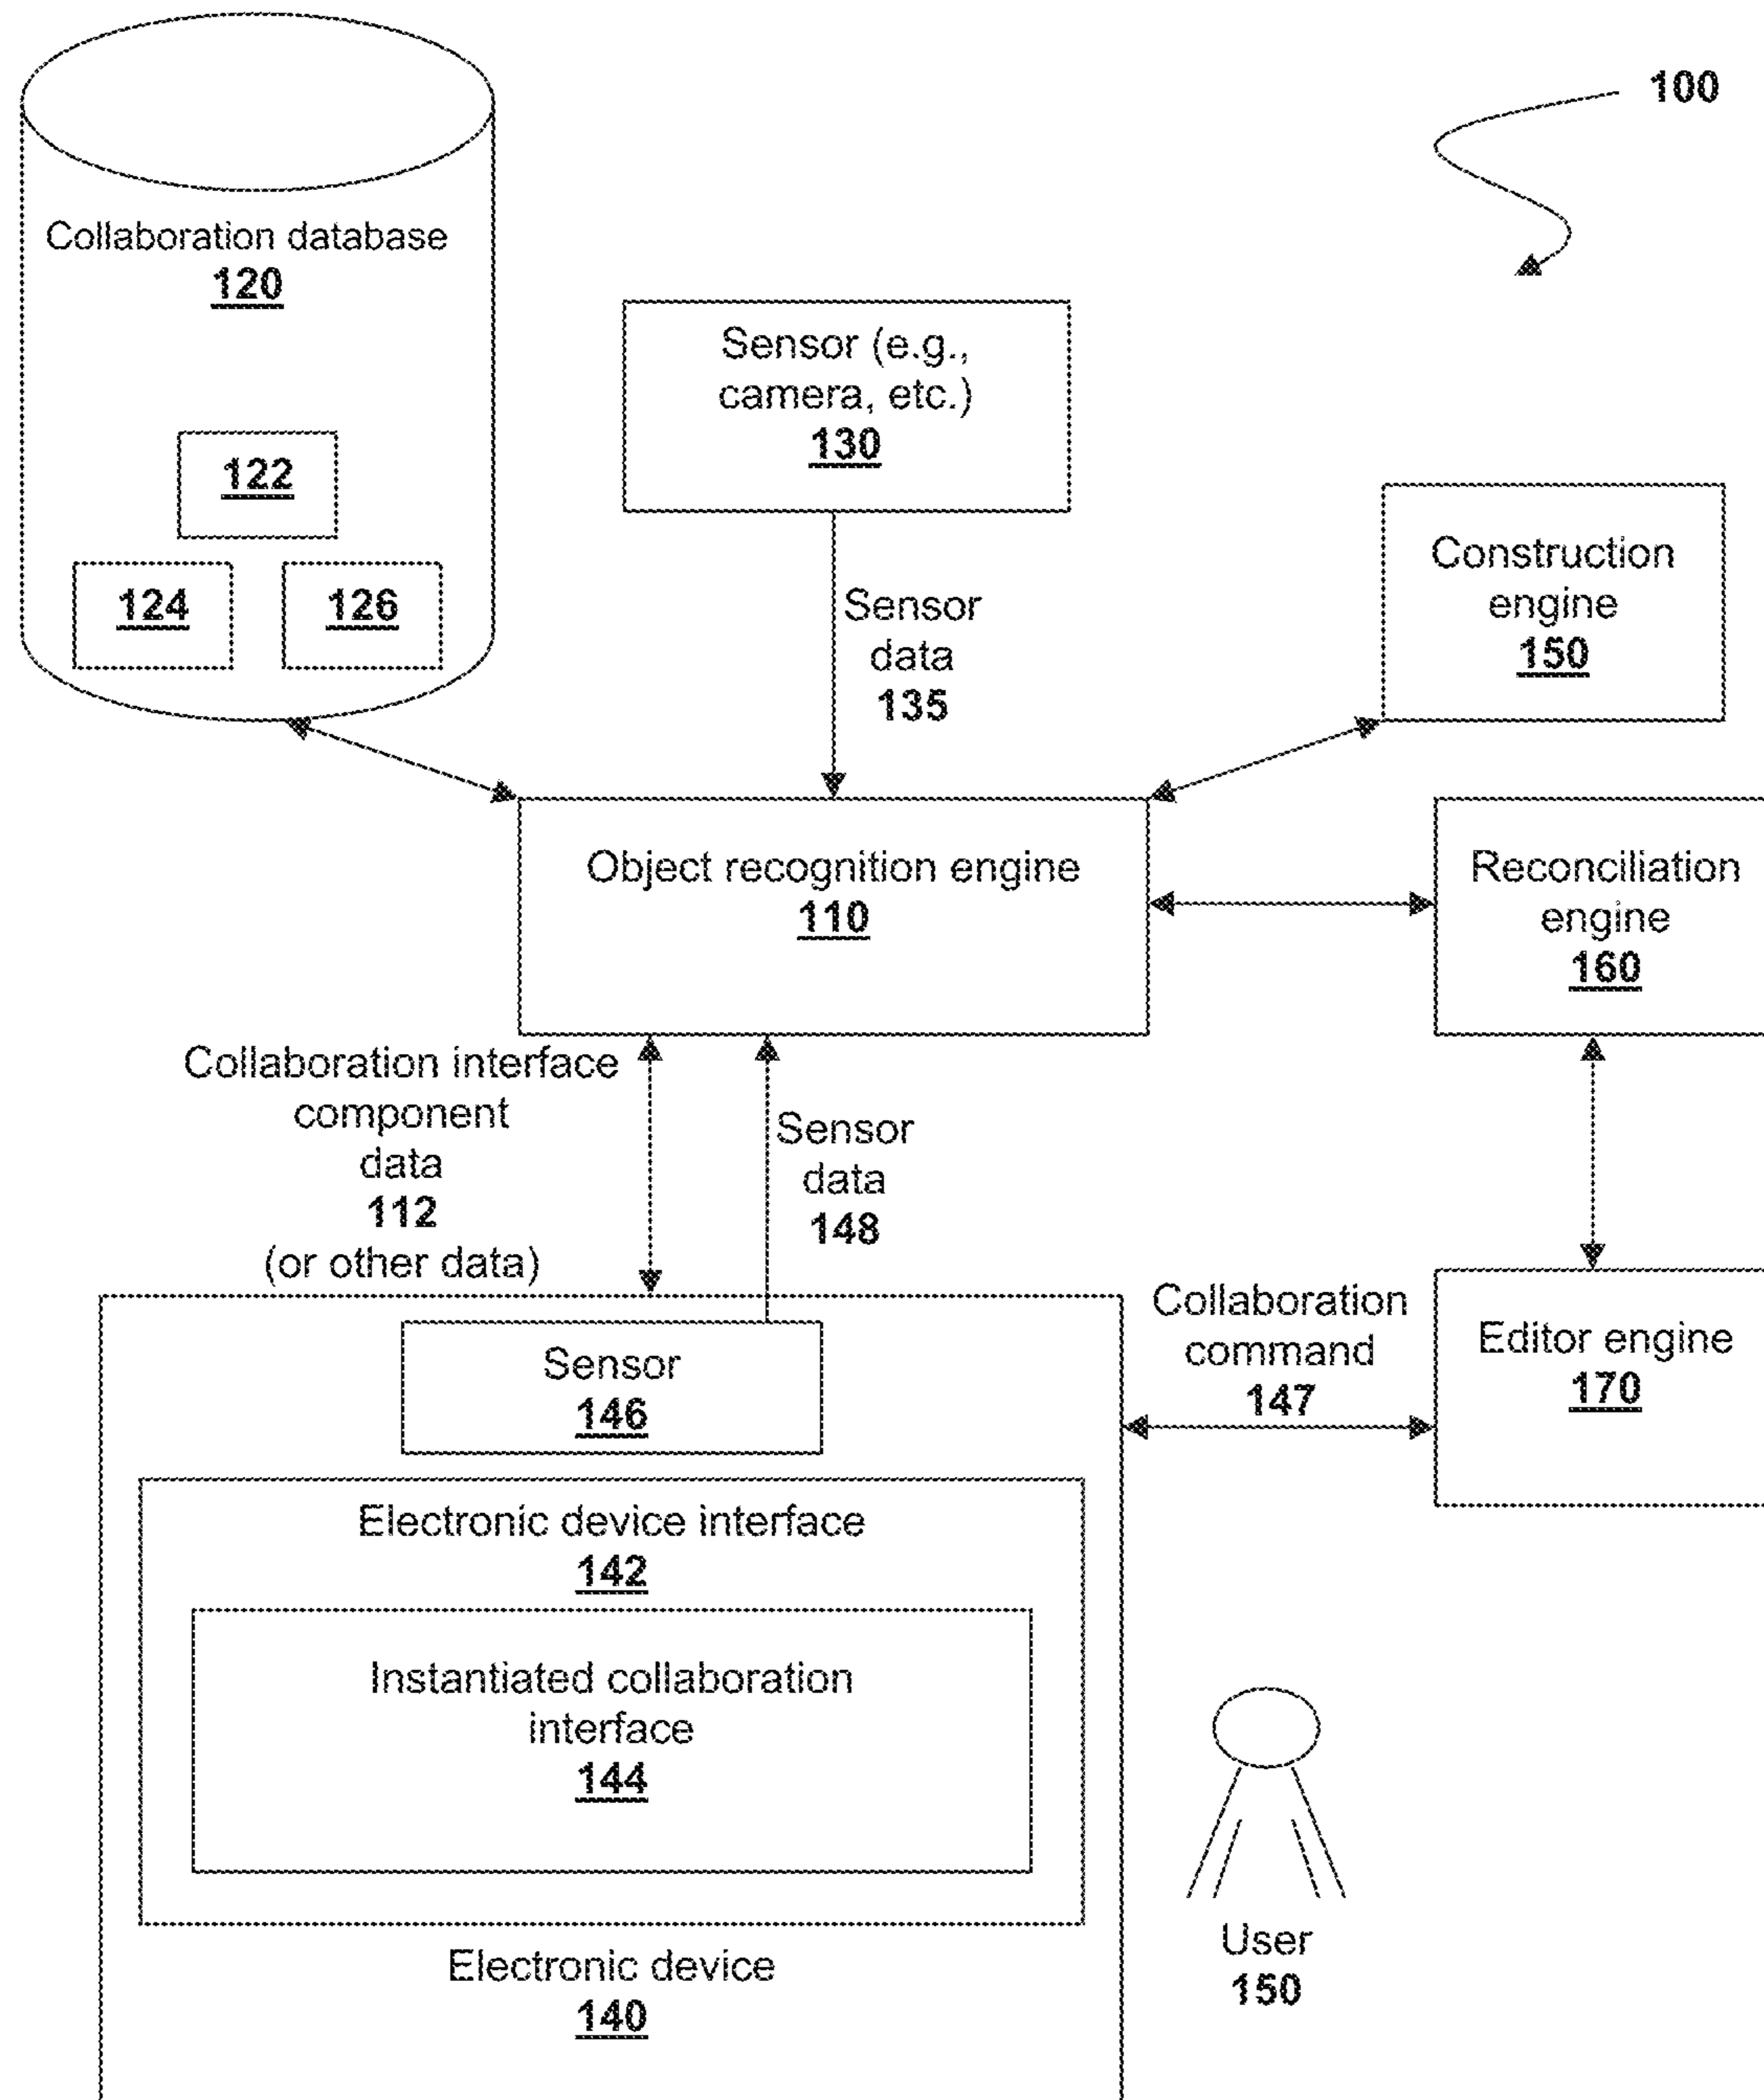 100
Collaboration database
120
122
124
126
Sensor (e.g.,
camera, etc.)
130
Sensor
data
135
Construction
engine
150
Object recognition engine
110
Reconciliation
engine
160
Collaboration interface
component
data
112
(or other data)
Sensor
data
148
Collaboration
command
147
Editor engine
170
Sensor
146
Electronic device interface
142
Instantiated collaboration
interface
144
Electronic device
140
User
150